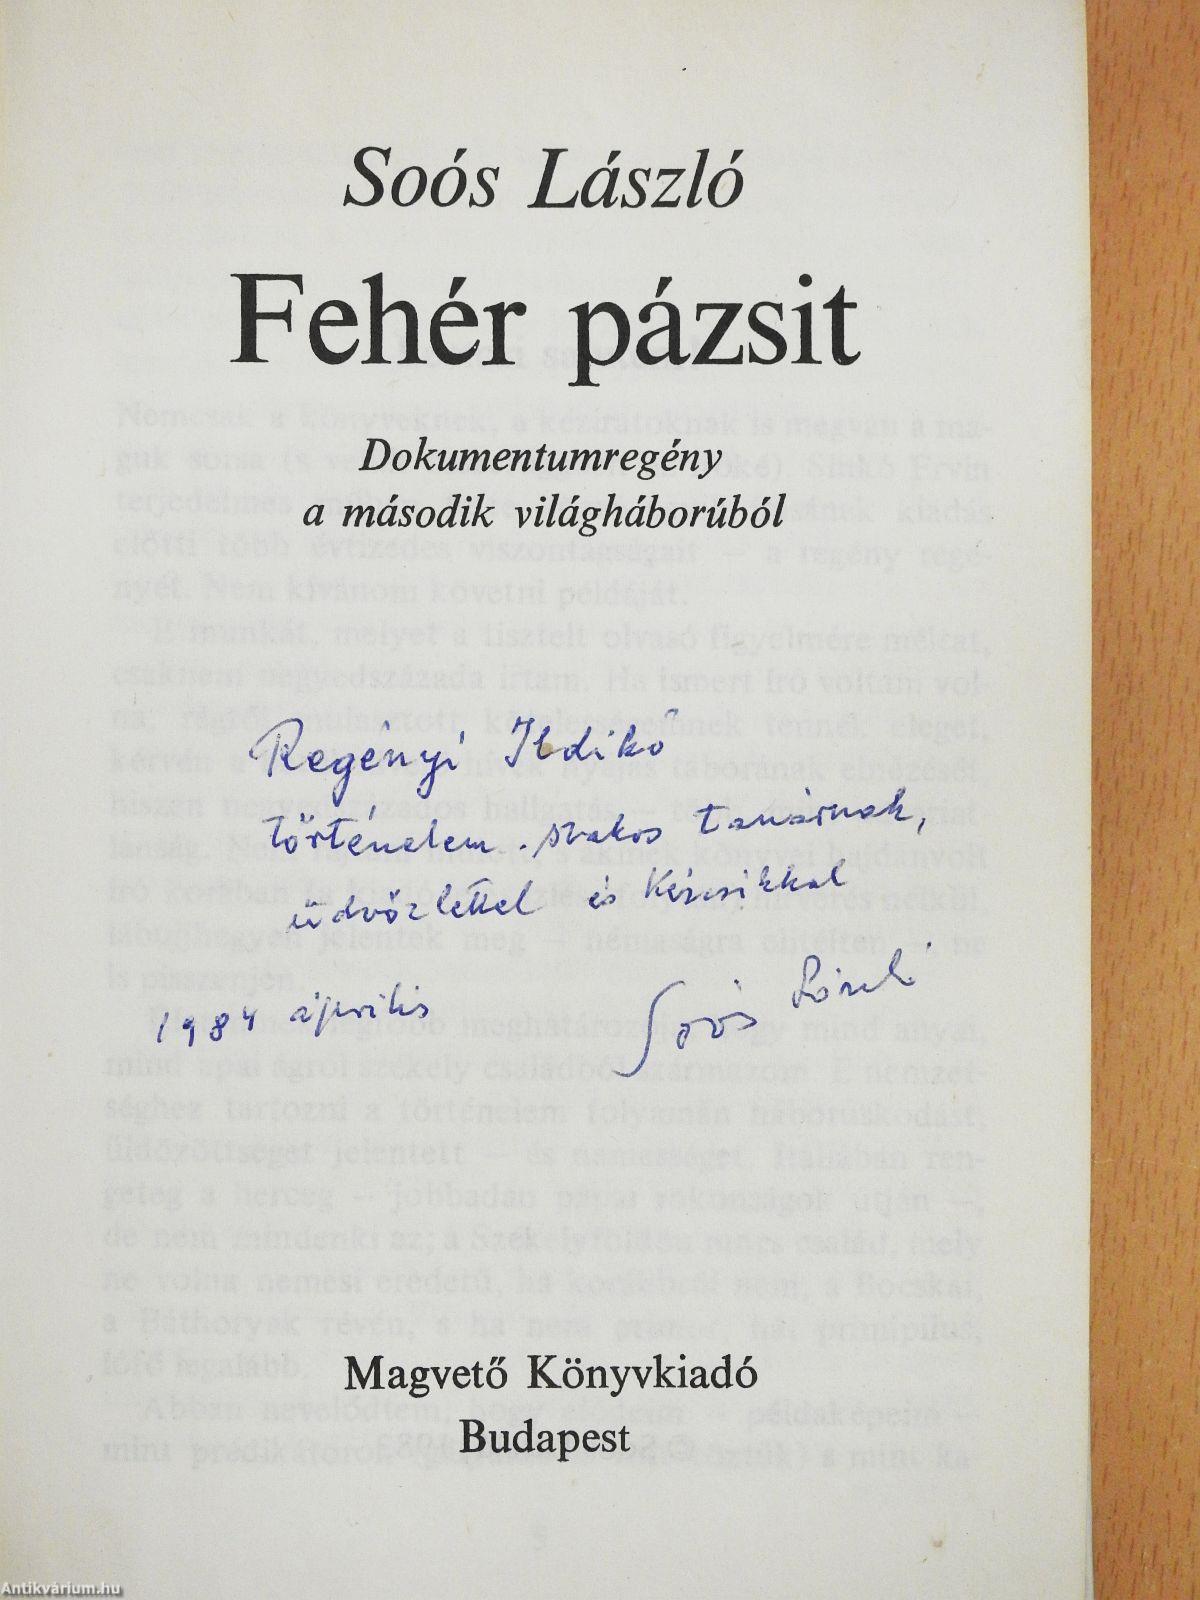 Soós László
Fehér pázsit
Dokumentumregény
a második világháborúból
Regényi Ildikó
történelem-szakos tanárnak,
üdvözlettel és kézcsókkal
1984 április
Soós László
Magvető Könyvkiadó
Budapest
Antikvárium.hu